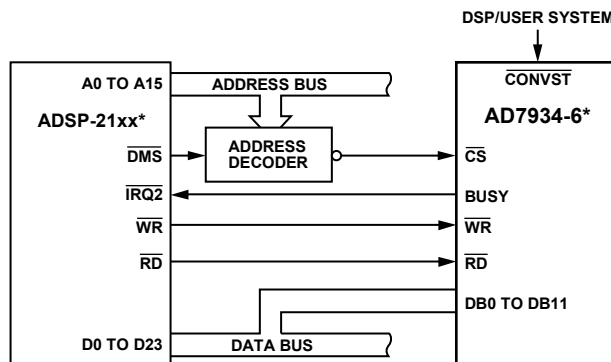 DSP/USER SYSTEM
A0 TO A15
ADDRESS BUS
CONVST
ADSP-21xx*
AD7934-6*
ADDRESS
DECODER
DMS
CS
IRQ2
BUSY
WR
WR
RD
RD
DB0 TO DB11
D0 TO D23
DATA BUS